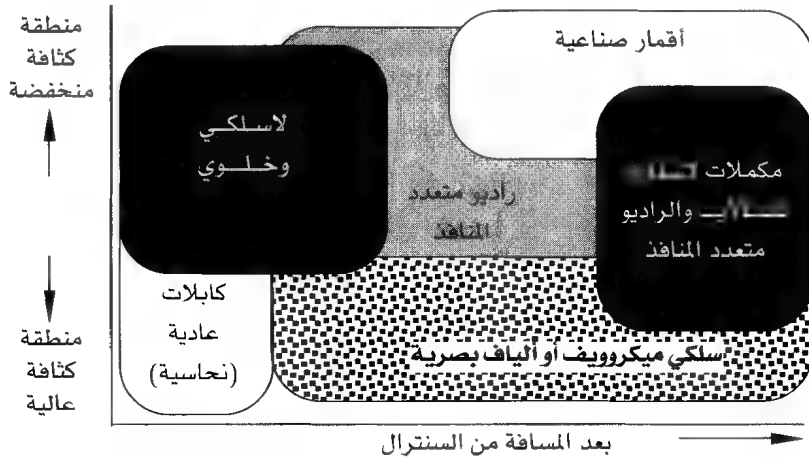 منطقة
كثافة
منخفضة
أقمار صناعية
لاسلكي
وخلوي
مكملات
والراديو
متعدد المنافذ
راديو متعدد
المنافذ
كابلات
عادية
(نحاسية)
سلكي ميكروويف أو ألياف بصرية
منطقة
كثافة
عالية
بعد المسافة من السنترال